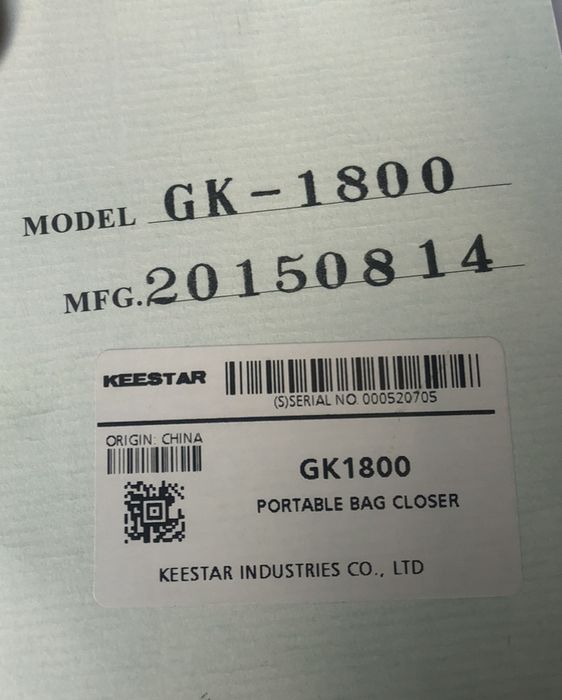 MODEL GK-1800
MFG.20150814
KEESTAR
(S)SERIAL NO 000520705
ORIGIN: CHINA
GK1800
PORTABLE BAG CLOSER
KEESTAR INDUSTRIES CO., LTD